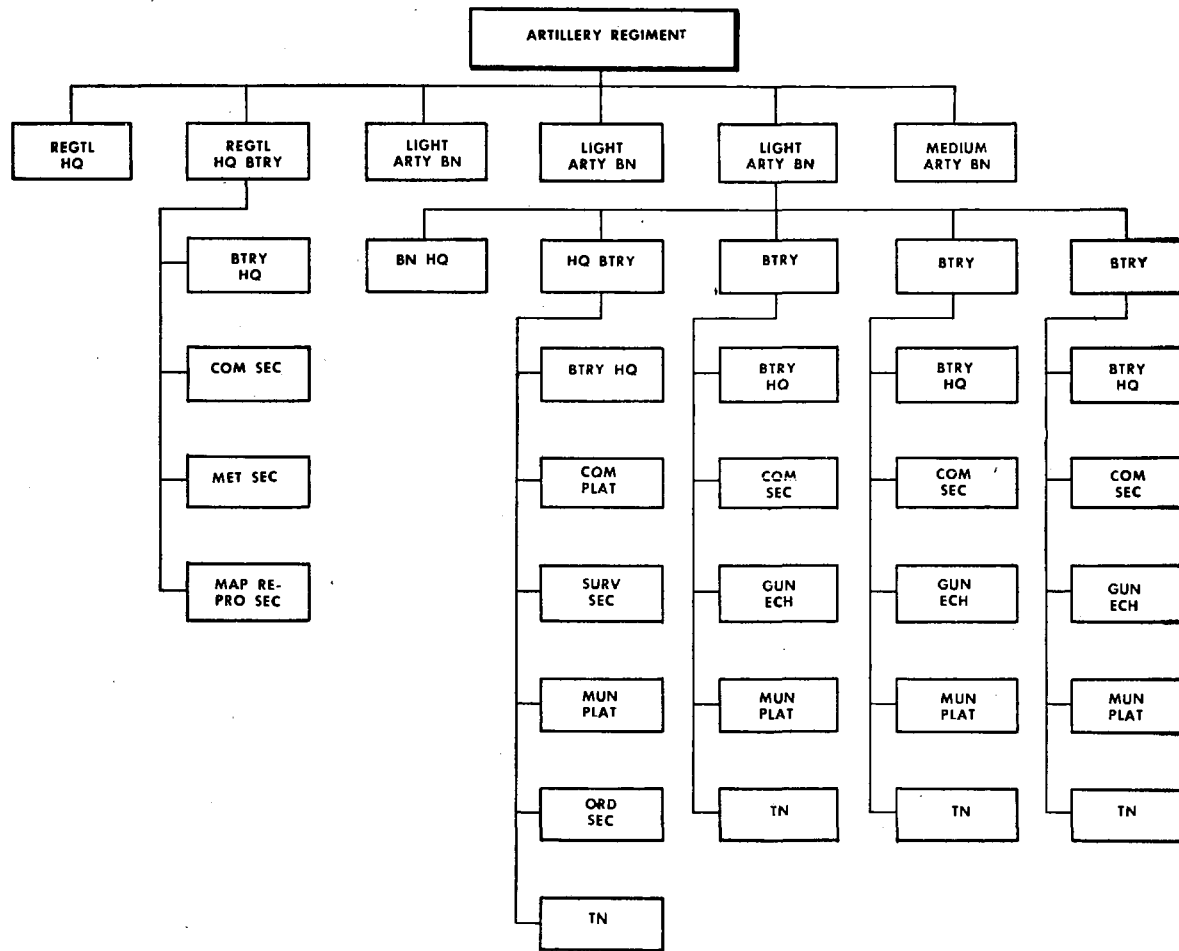 ARTILLERY REGIMENT
REGTL
HQ
REGTL
HQ BTRY
LIGHT
ARTY BN
LIGHT
ARTY BN
LIGHT
ARTY BN
MEDIUM
ARTY BN
BTRY
HQ
COM SEC
MET SEC
MAP RE-
PRO SEC
BN HQ
HQ BTRY
BTRY
BTRY
BTRY
BTRY HQ
COM
PLAT
SURV
SEC
MUN
PLAT
ORD
SEC
TN
BTRY
HQ
COM
SEC
GUN
ECH
MUN
PLAT
TN
BTRY
HQ
COM
SEC
GUN
ECH
MUN
PLAT
TN
BTRY
HQ
COM
SEC
GUN
ECH
MUN
PLAT
TN